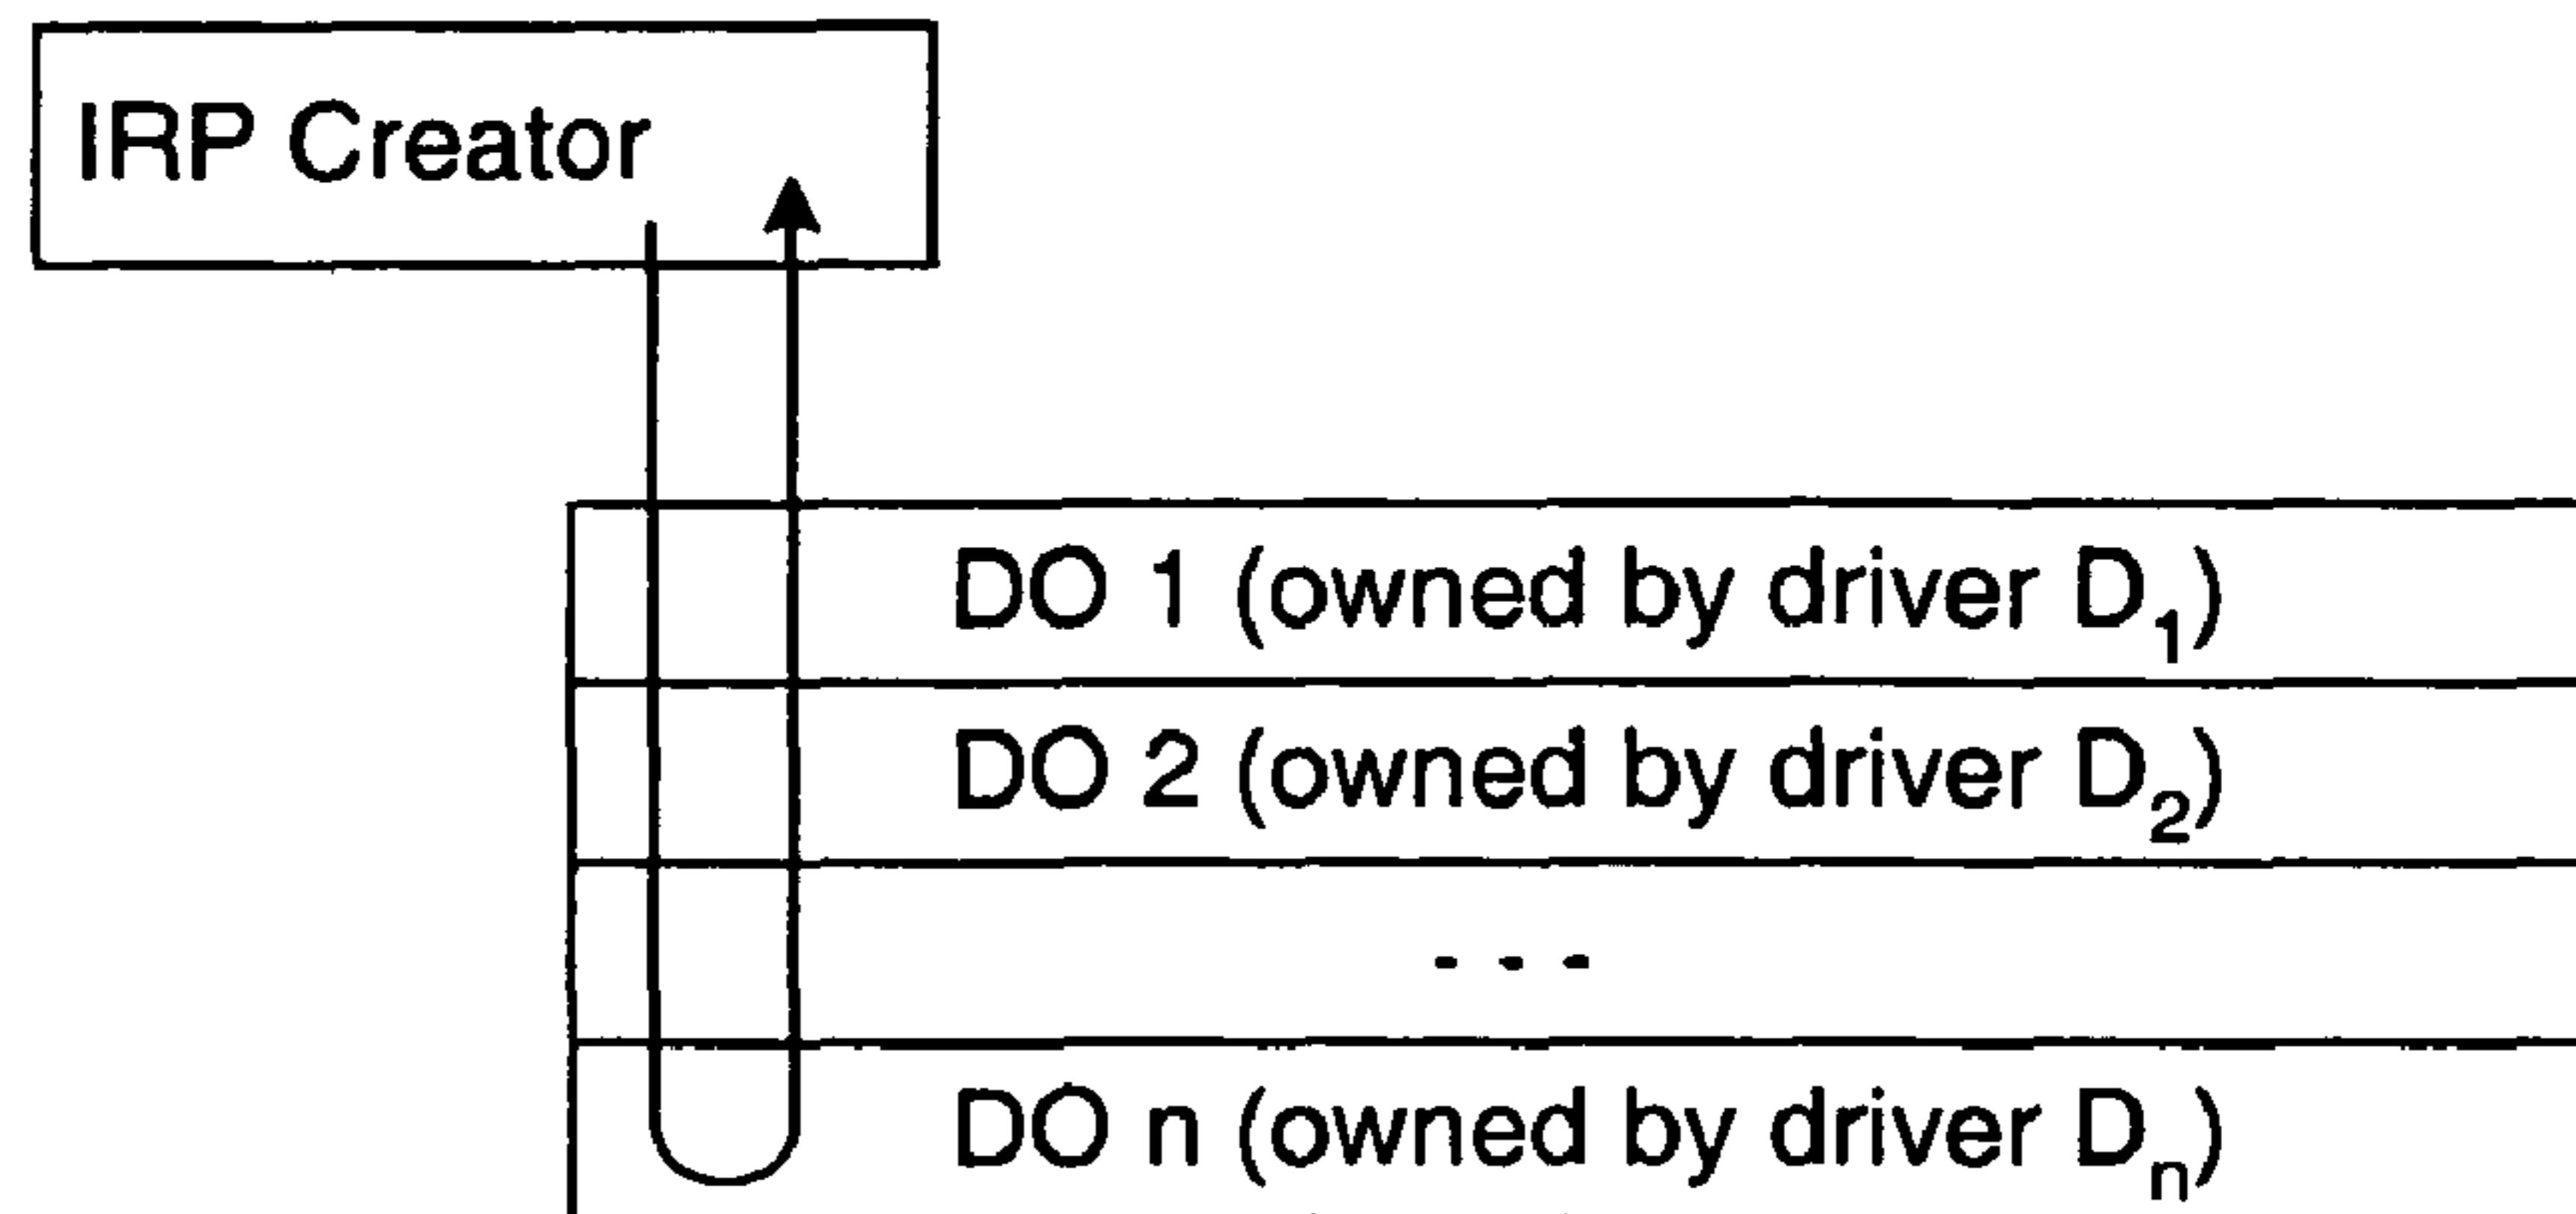 IRP Creator
DO 1 (owned by driver D₁)
DO 2 (owned by driver D₂)
. . .
DO n (owned by driver Dₙ)